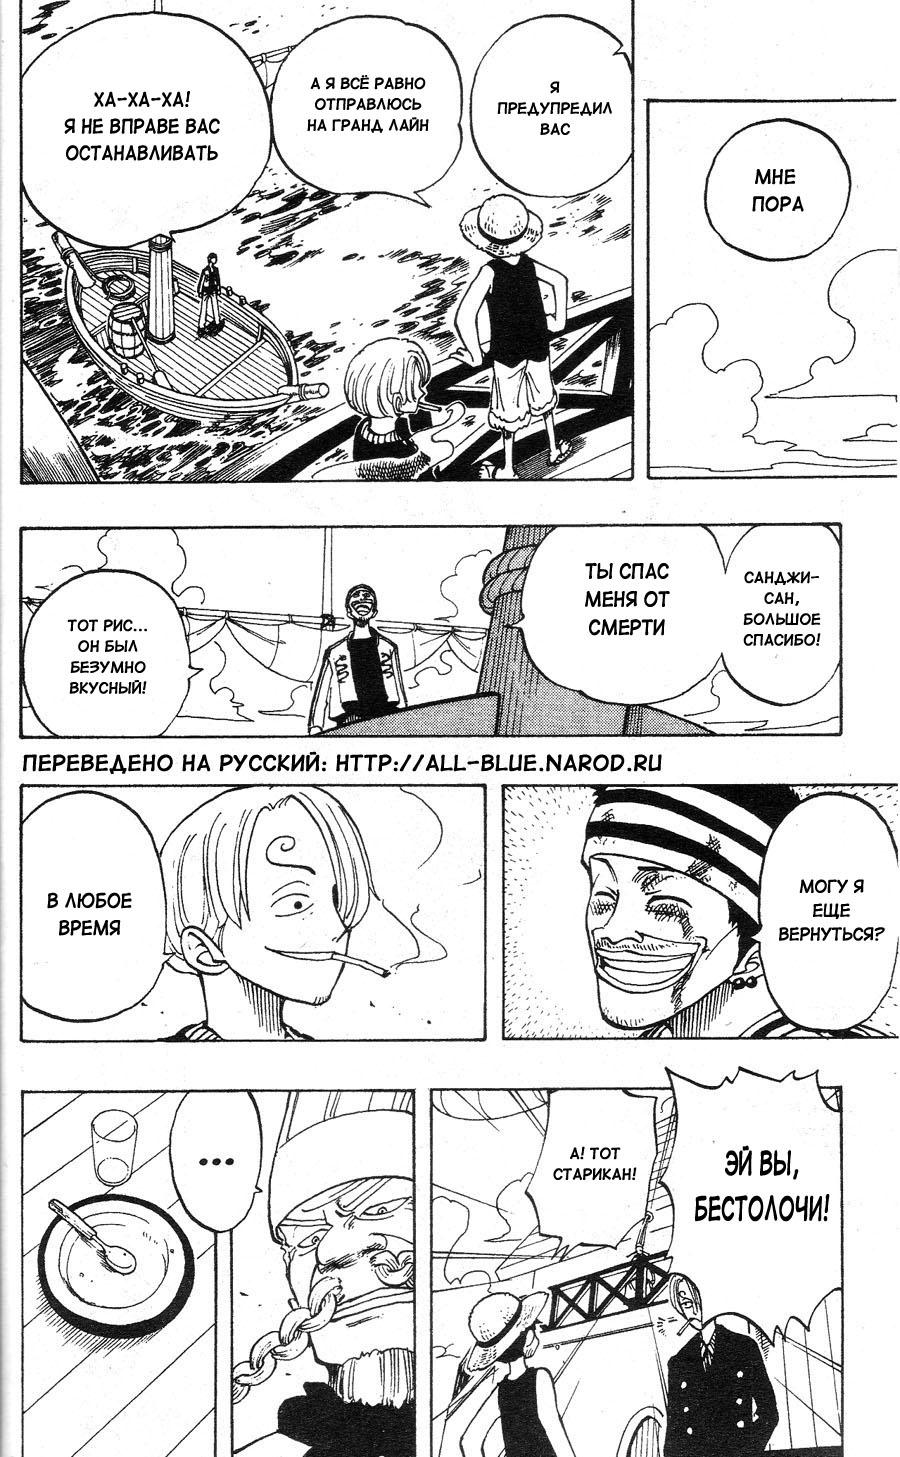 МНЕ
ПОРА
Я
ПРЕДУПРЕДИЛ
ВАС
А Я ВСЁ РАВНО
ОТПРАВЛЮСЬ
НА ГРАНД ЛАЙН
ХА-ХА-ХА!
Я НЕ ВПРАВЕ ВАС
ОСТАНАВЛИВАТЬ
САНДЖИ-
САН,
БОЛЬШОЕ
СПАСИБО!
ТЫ СПАС
МЕНЯ ОТ
СМЕРТИ
ТОТ РИС...
ОН БЫЛ
БЕЗУМНО
ВКУСНЫЙ!
ПЕРЕВЕДЕНО НА РУССКИЙ: HTTP://ALL-BLUE.NAROD.RU
МОГУ Я
ЕЩЕ
ВЕРНУТЬСЯ?
В ЛЮБОЕ
ВРЕМЯ
ЭЙ ВЫ,
БЕСТОЛОЧИ!
А! ТОТ
СТАРИКАН!
...